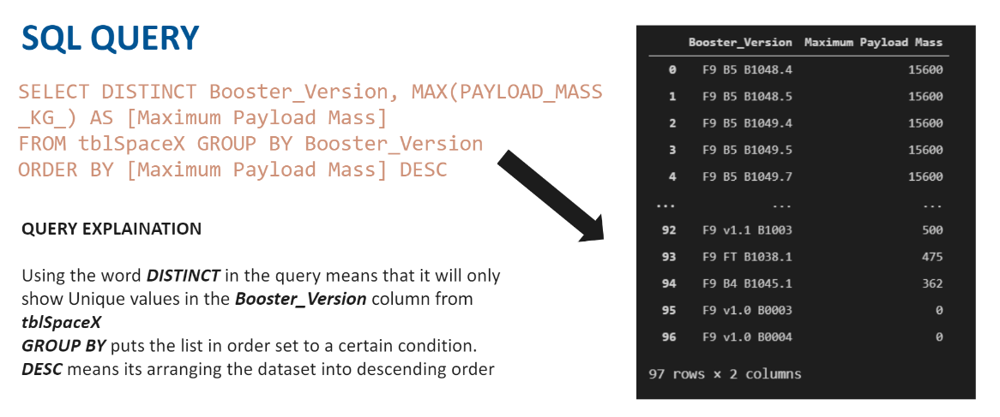 SQL QUERY
SELECT DISTINCT Booster_Version, MAX(PAYLOAD_MASS
_KG_) AS [Maximum Payload Mass]
FROM tblSpaceX GROUP BY Booster_Version
ORDER BY [Maximum Payload Mass] DESC
QUERY EXPLAINATION
Using the word DISTINCT in the query means that it will only
show Unique values in the Booster_Version column from
tblSpaceX
GROUP BY puts the list in order set to a certain condition.
DESC means its arranging the dataset into descending order
Booster_Version Maximum Payload Mass
0 F9 B5 B1048.4 15600
1 F9 B5 B1048.5 15600
2 F9 B5 B1049.4 15600
3 F9 B5 B1049.5 15600
4 F9 B5 B1049.7 15600
... ... ...
92 F9 v1.1 B1003 500
93 F9 FT B1038.1 475
94 F9 B4 B1045.1 362
95 F9 v1.0 B0003 0
96 F9 v1.0 B0004 0
97 rows × 2 columns